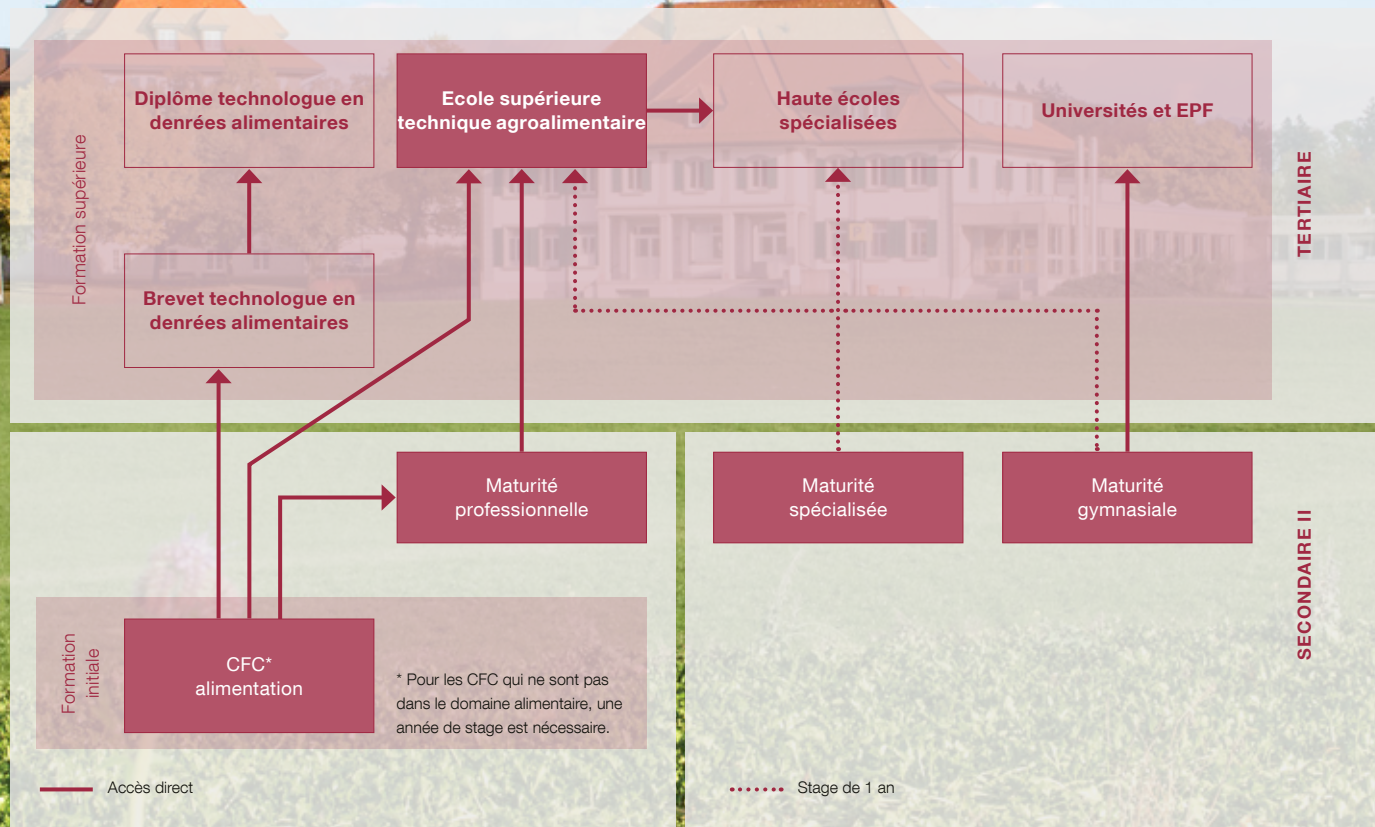 Formation supérieure
Diplôme technologue en
denrées alimentaires
Ecole supérieure
technique agroalimentaire
Haute écoles
spécialisées
Universités et EPF
TERTIAIRE
Brevet technologue en
denrées alimentaires
Maturité
professionnelle
Maturité
spécialisée
Maturité
gymnasiale
SECONDAIRE II
Formation
initiale
CFC*
alimentation
* Pour les CFC qui ne sont pas
dans le domaine alimentaire, une
année de stage est nécessaire.
Accès direct
Stage de 1 an